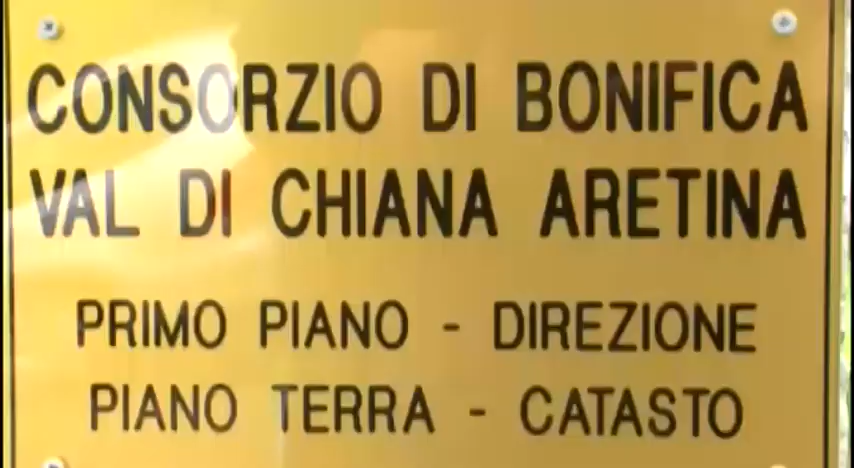 CONSORZIO DI BONIFICA
VAL DI CHIANA ARETINA
PRIMO PIANO - DIREZIONE
PIANO TERRA - CATASTO